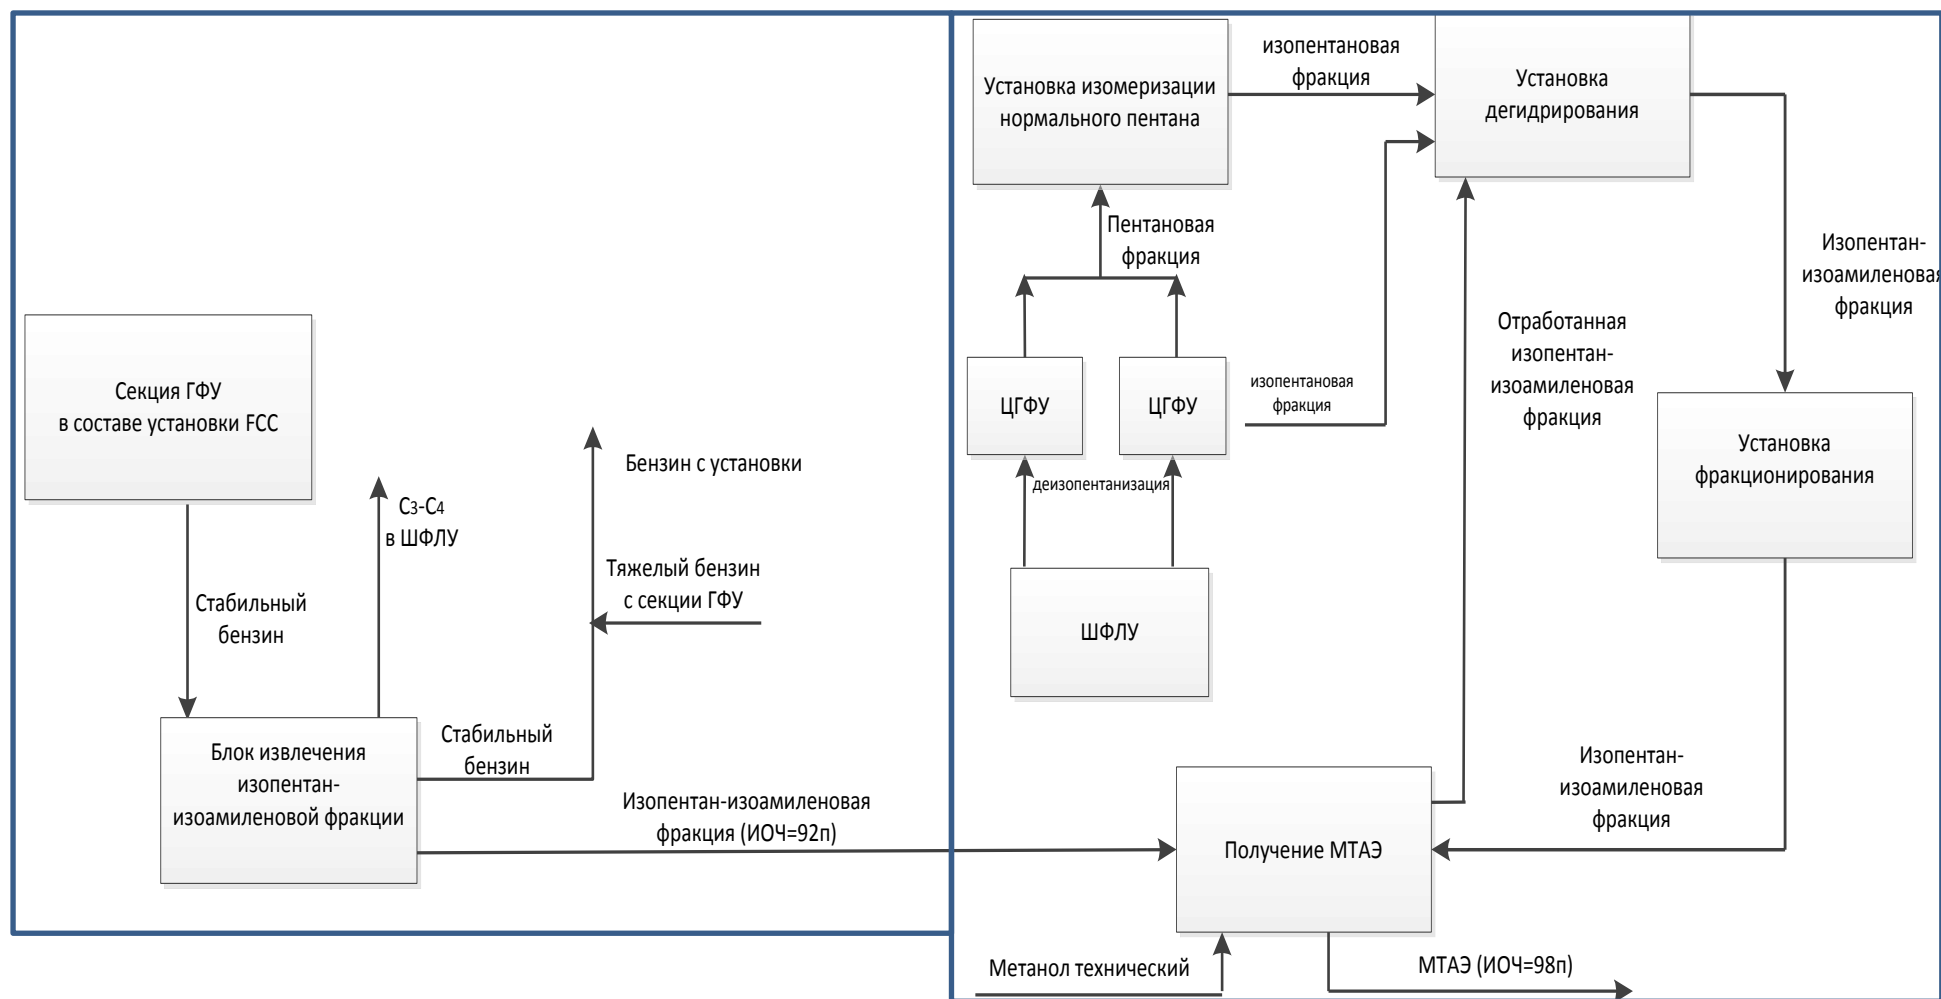 Секция ГФУ
в составе установки FCC
Стабильный
бензин
С3-С4
в ШФЛУ
Бензин с установки
Тяжелый бензин
с секции ГФУ
Блок извлечения
изопентан-
изоамиленовой фракции
Стабильный
бензин
Изопентан-изоамиленовая
фракция (ИОЧ=92п)
Установка изомеризации
нормального пентана
изопентановая
фракция
Установка
дегидрирования
Пентановая
фракция
Изопентан-
изоамиленовая
фракция
ЦГФУ
ЦГФУ
изопентановая
фракция
Отработанная
изопентан-
изоамиленовая
фракция
деизопентанизация
Установка
фракционирования
ШФЛУ
Изопентан-
изоамиленовая
фракция
Получение МТАЭ
Метанол технический
МТАЭ (ИОЧ=98п)